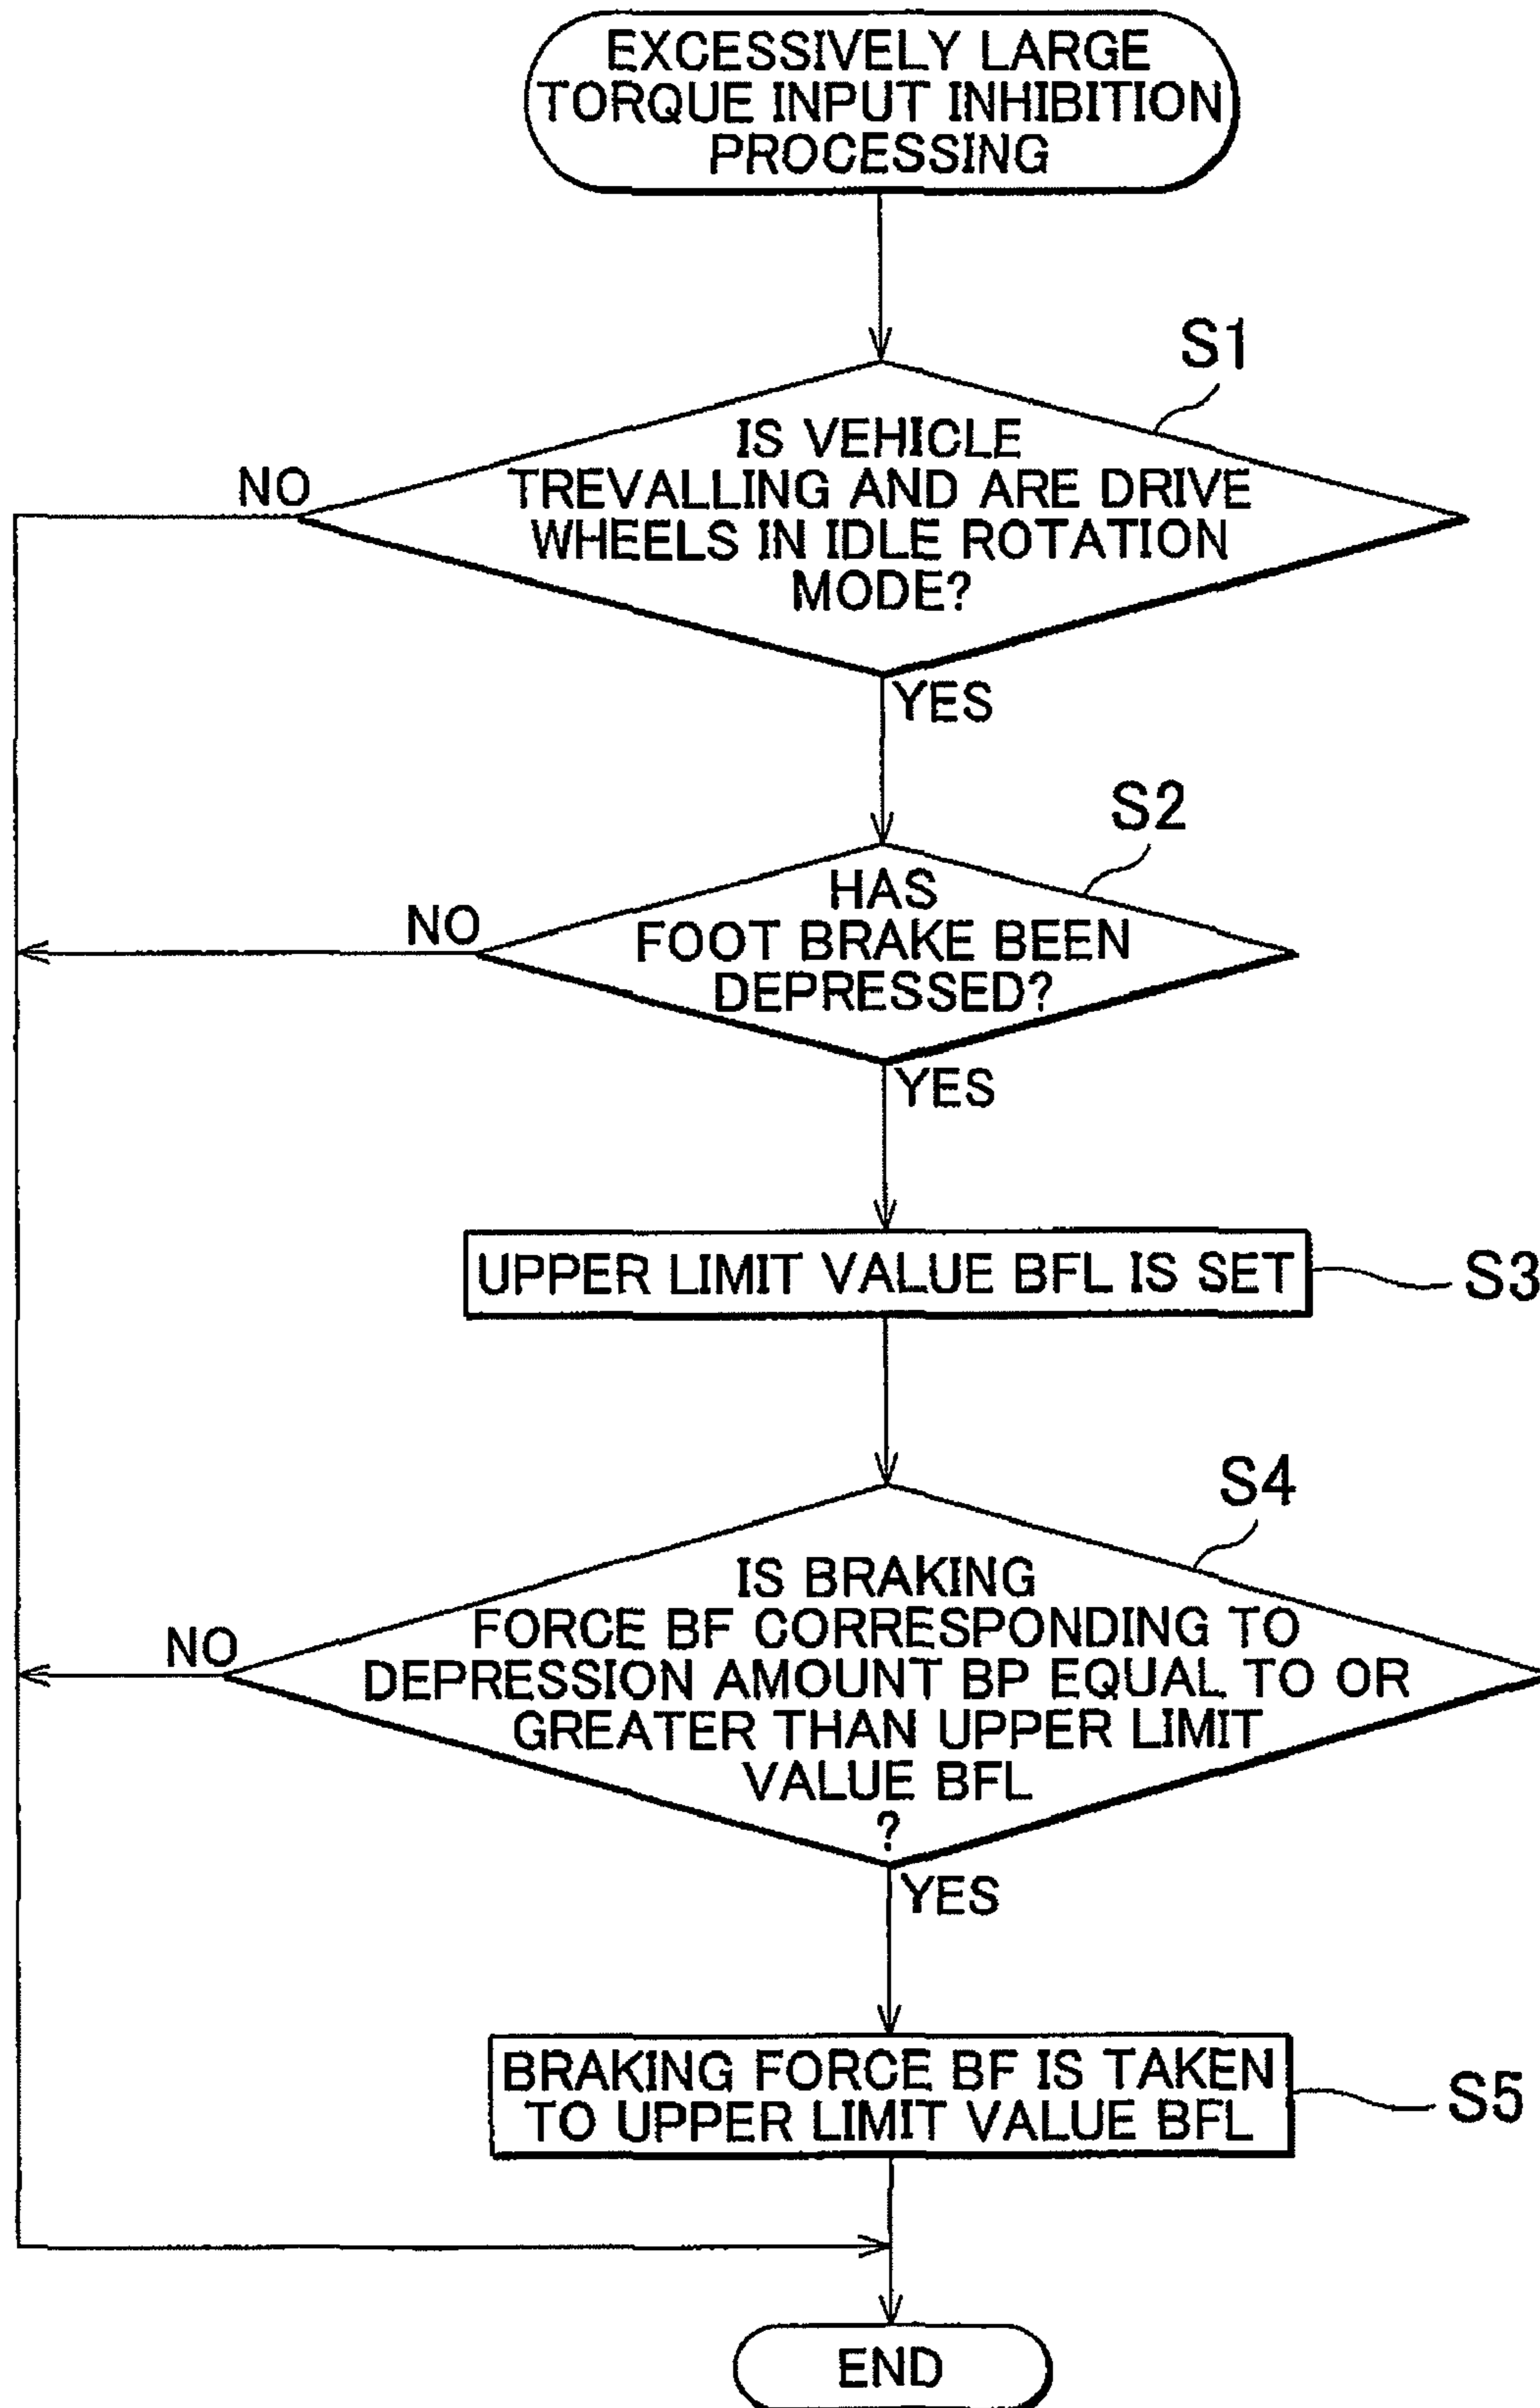 EXCESSIVELY LARGE
TORQUE INPUT INHIBITION
PROCESSING
S1
IS VEHICLE
TREVALLING AND ARE DRIVE
WHEELS IN IDLE ROTATION
MODE?
NO
YES
S2
HAS
FOOT BRAKE BEEN
DEPRESSED?
NO
YES
UPPER LIMIT VALUE BFL IS SET
S3
S4
IS BRAKING
FORCE BF CORRESPONDING TO
DEPRESSION AMOUNT BP EQUAL TO OR
GREATER THAN UPPER LIMIT
VALUE BFL
?
NO
YES
BRAKING FORCE BF IS TAKEN
TO UPPER LIMIT VALUE BFL
S5
END